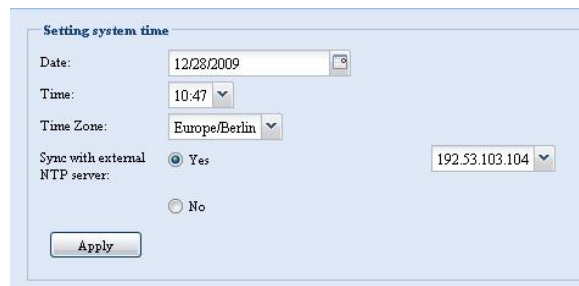 Setting system time
Date: 12/28/2009
Time: 10:47
Time Zone: Europe/Berlin
Sync with external NTP server: Yes 192.53.103.104
No
Apply